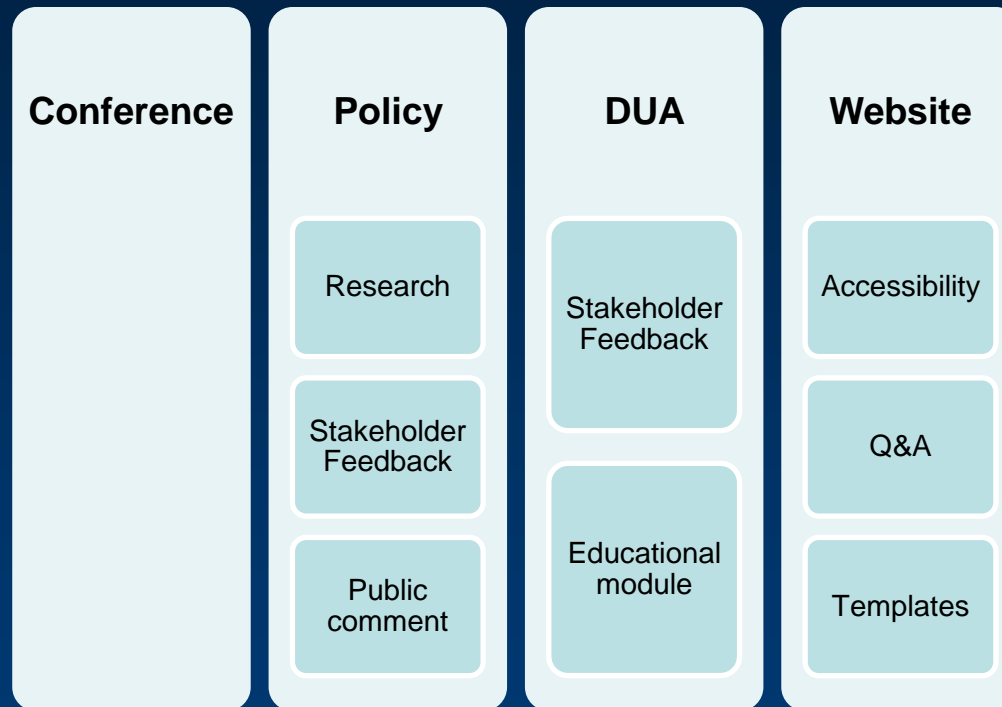 Conference
Policy
Research
Stakeholder
Feedback
Public
comment
DUA
Stakeholder
Feedback
Educational
module
Website
Accessibility
Q&A
Templates